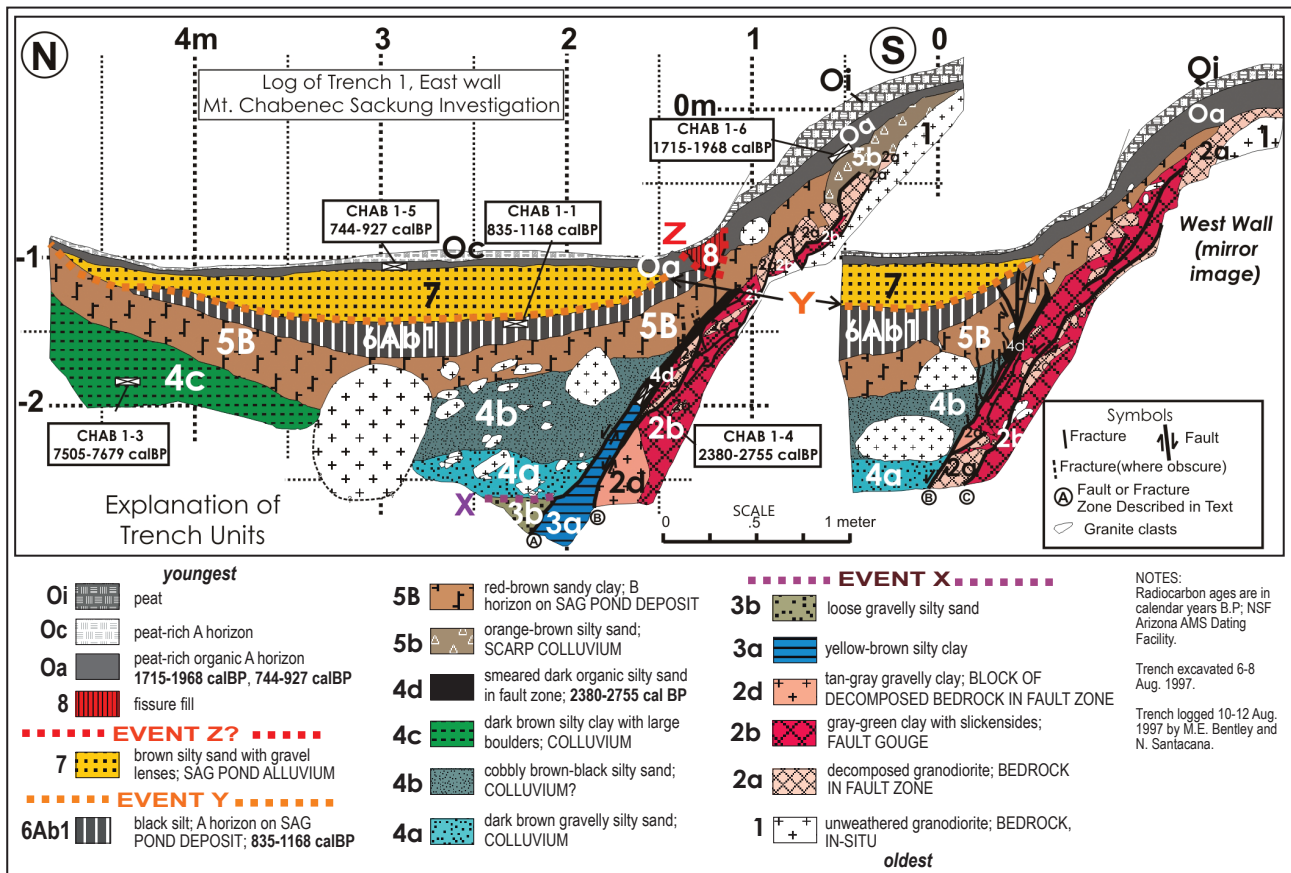 N
4m
3
2
1
S
0
Log of Trench 1, East wall
Mt. Chabenec Sackung Investigation
0m
Oi
Oi
Oa
Oa
1
1
CHAB 1-6
1715-1968 calBP
5b
2a
2a
2a
2a
CHAB 1-5
744-927 calBP
CHAB 1-1
835-1168 calBP
Oc
Z
8
West Wall
(mirror
image)
-1
Oa
2a
2b
2b
7
Y
7
6Ab1
6Ab1
5B
5B
5B
4d
4c
4d
2a
-2
4b
4b
2b
2b
CHAB 1-3
7505-7679 calBP
CHAB 1-4
2380-2755 calBP
4a
4a
2d
2a
X
3b
3a
A
B
B
C
Explanation of
Trench Units
SCALE
0 .5 1 meter
Symbols
Fracture
Fault
Fracture(where obscure)
A Fault or Fracture
Zone Described in Text
Granite clasts
youngest
Oi peat
Oc peat-rich A horizon
Oa peat-rich organic A horizon
1715-1968 calBP, 744-927 calBP
8 fissure fill
EVENT Z?
7 brown silty sand with gravel
lenses; SAG POND ALLUVIUM
EVENT Y
6Ab1 black silt; A horizon on SAG
POND DEPOSIT; 835-1168 calBP
5B red-brown sandy clay; B
horizon on SAG POND DEPOSIT
5b orange-brown silty sand;
SCARP COLLUVIUM
4d smeared dark organic silty sand
in fault zone; 2380-2755 cal BP
4c dark brown silty clay with large
boulders; COLLUVIUM
4b cobbly brown-black silty sand;
COLLUVIUM?
4a dark brown gravelly silty sand;
COLLUVIUM
EVENT X
3b loose gravelly silty sand
3a yellow-brown silty clay
2d tan-gray gravelly clay; BLOCK OF
DECOMPOSED BEDROCK IN FAULT ZONE
2b gray-green clay with slickensides;
FAULT GOUGE
2a decomposed granodiorite; BEDROCK
IN FAULT ZONE
1 unweathered granodiorite; BEDROCK,
IN-SITU
oldest
NOTES:
Radiocarbon ages are in
calendar years B.P; NSF
Arizona AMS Dating
Facility.
Trench excavated 6-8
Aug. 1997.
Trench logged 10-12 Aug.
1997 by M.E. Bentley and
N. Santacana.